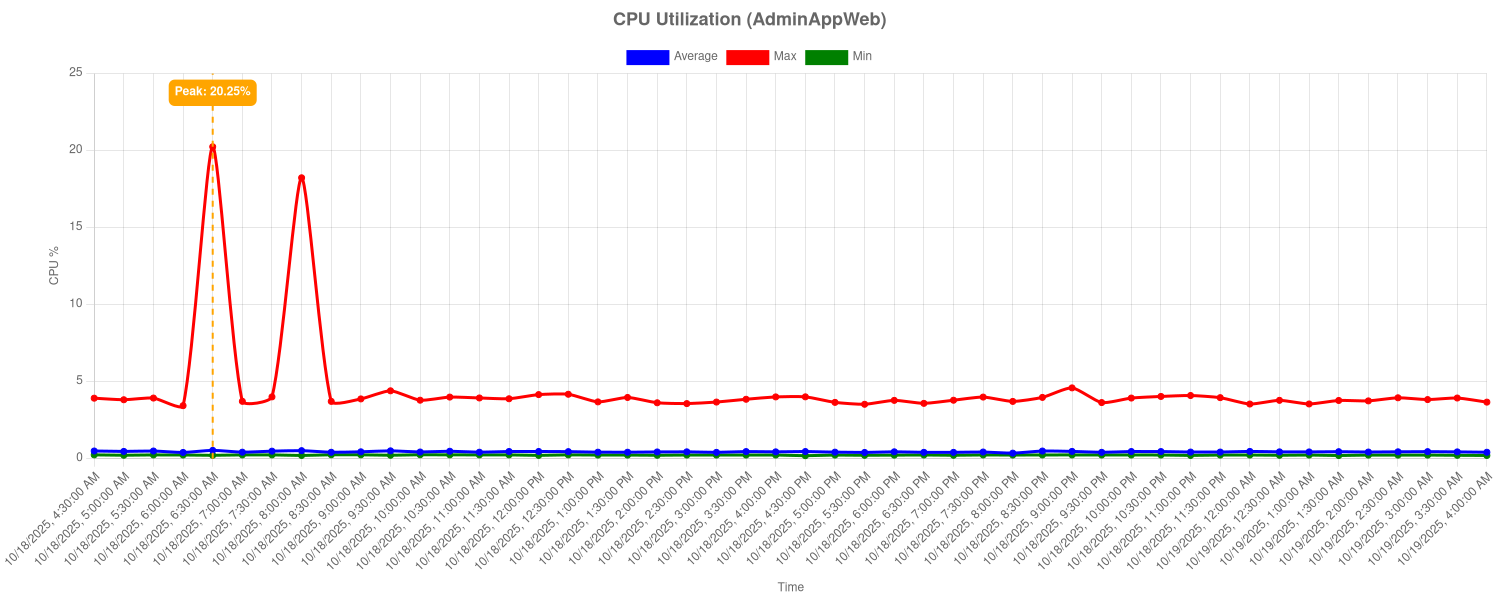 CPU Utilization (AdminAppWeb)
Average Max Min
Peak: 20.25%
25
20
15
10
5
0
CPU %
10/18/2025, 4:30:00 AM
10/18/2025, 5:00:00 AM
10/18/2025, 5:30:00 AM
10/18/2025, 6:00:00 AM
10/18/2025, 6:30:00 AM
10/18/2025, 7:00:00 AM
10/18/2025, 7:30:00 AM
10/18/2025, 8:00:00 AM
10/18/2025, 8:30:00 AM
10/18/2025, 9:00:00 AM
10/18/2025, 9:30:00 AM
10/18/2025, 10:00:00 AM
10/18/2025, 10:30:00 AM
10/18/2025, 11:00:00 AM
10/18/2025, 11:30:00 AM
10/18/2025, 12:00:00 PM
10/18/2025, 12:30:00 PM
10/18/2025, 1:00:00 PM
10/18/2025, 1:30:00 PM
10/18/2025, 2:00:00 PM
10/18/2025, 2:30:00 PM
10/18/2025, 3:00:00 PM
10/18/2025, 3:30:00 PM
10/18/2025, 4:00:00 PM
10/18/2025, 4:30:00 PM
10/18/2025, 5:00:00 PM
10/18/2025, 5:30:00 PM
10/18/2025, 6:00:00 PM
10/18/2025, 6:30:00 PM
10/18/2025, 7:00:00 PM
10/18/2025, 7:30:00 PM
10/18/2025, 8:00:00 PM
10/18/2025, 8:30:00 PM
10/18/2025, 9:00:00 PM
10/18/2025, 9:30:00 PM
10/18/2025, 10:00:00 PM
10/18/2025, 10:30:00 PM
10/18/2025, 11:00:00 PM
10/18/2025, 11:30:00 PM
10/19/2025, 12:00:00 AM
10/19/2025, 12:30:00 AM
10/19/2025, 1:00:00 AM
10/19/2025, 1:30:00 AM
10/19/2025, 2:00:00 AM
10/19/2025, 2:30:00 AM
10/19/2025, 3:00:00 AM
10/19/2025, 3:30:00 AM
10/19/2025, 4:00:00 AM
Time